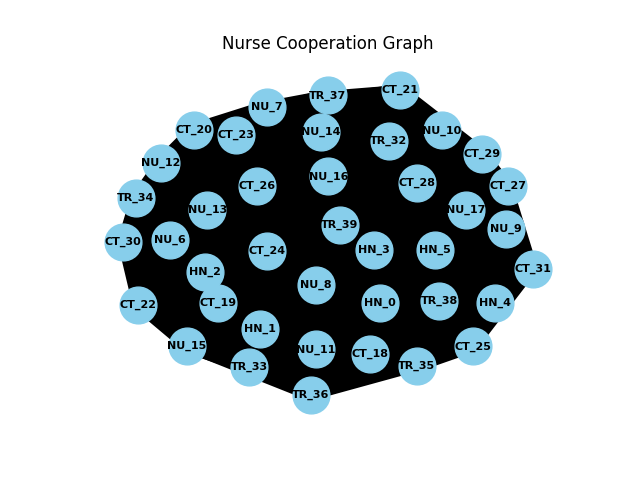 Nurse Cooperation Graph
CT_21
TR_37
NU_7
CT_20
CT_23
NU_14
NU_10
TR_32
CT_29
NU_12
NU_16
CT_28
CT_26
CT_27
TR_34
NU_13
NU_17
TR_39
NU_9
CT_30
NU_6
CT_24
HN_3
HN_5
CT_31
HN_2
NU_8
CT_22
CT_19
HN_0
TR_38
HN_4
HN_1
NU_15
NU_11
CT_18
CT_25
TR_33
TR_35
TR_36